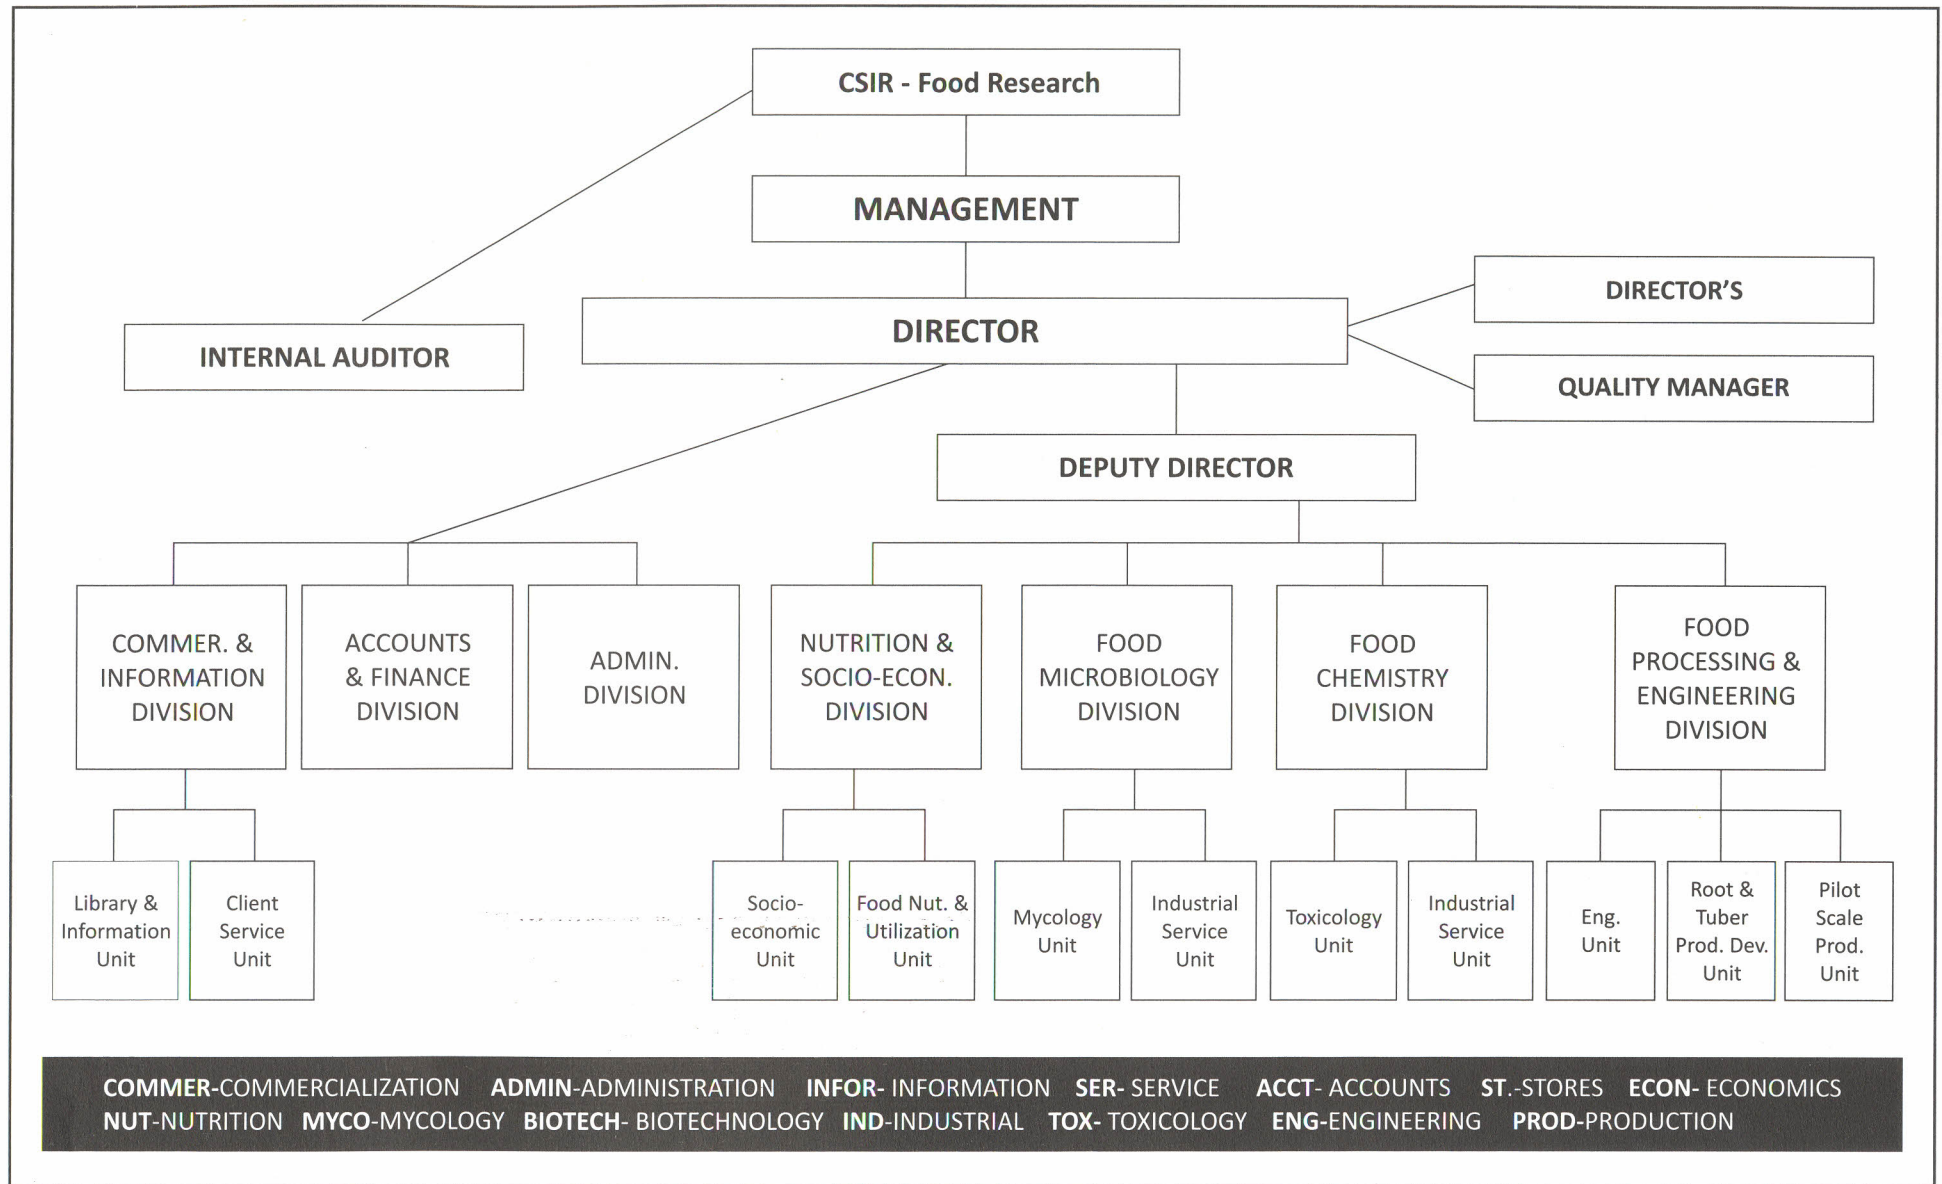 CSIR - Food Research
MANAGEMENT
DIRECTOR'S
DIRECTOR
INTERNAL AUDITOR
QUALITY MANAGER
DEPUTY DIRECTOR
COMMER. &
INFORMATION
DIVISION
ACCOUNTS
& FINANCE
DIVISION
ADMIN.
DIVISION
NUTRITION &
SOCIO-ECON.
DIVISION
FOOD
MICROBIOLOGY
DIVISION
FOOD
CHEMISTRY
DIVISION
FOOD
PROCESSING &
ENGINEERING
DIVISION
Library &
Information
Unit
Client
Service
Unit
Socio-
economic
Unit
Food Nut. &
Utilization
Unit
Mycology
Unit
Industrial
Service
Unit
Toxicology
Unit
Industrial
Service
Unit
Eng.
Unit
Root &
Tuber
Prod. Dev.
Unit
Pilot
Scale
Prod.
Unit
COMMER-COMMERCIALIZATION ADMIN-ADMINISTRATION INFOR- INFORMATION SER- SERVICE ACCT- ACCOUNTS ST.-STORES ECON- ECONOMICS
NUT-NUTRITION MYCO-MYCOLOGY BIOTECH- BIOTECHNOLOGY IND-INDUSTRIAL TOX- TOXICOLOGY ENG-ENGINEERING PROD-PRODUCTION